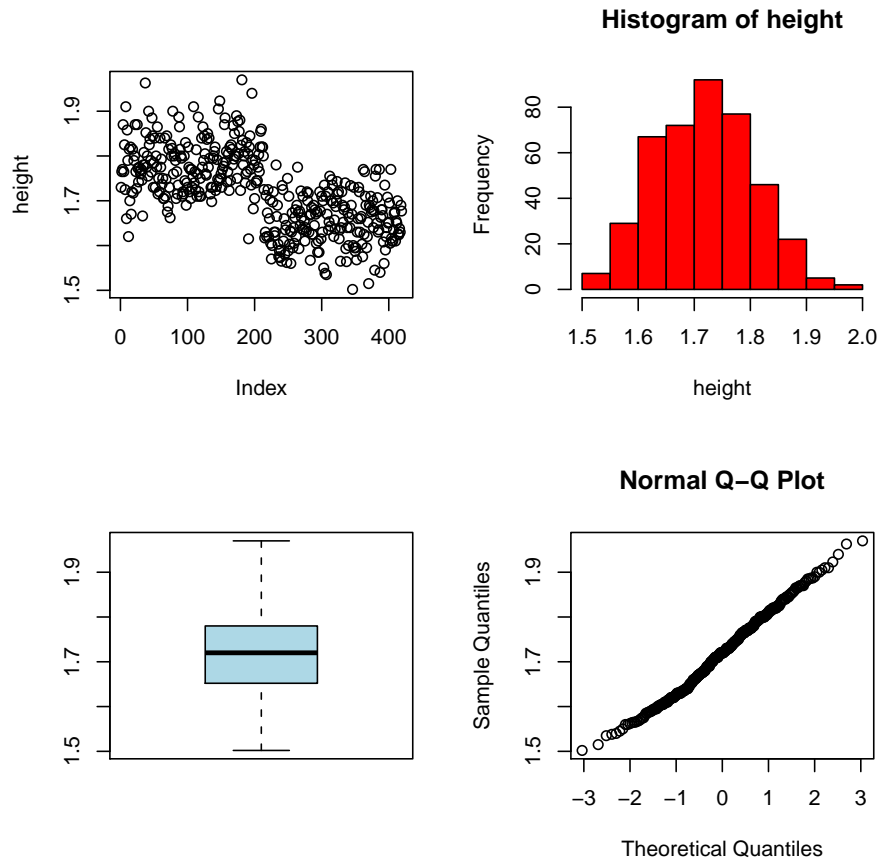 height
1.5 1.7 1.9
0 100 200 300 400
Index
Histogram of height
Frequency
0 20 40 60 80
1.5 1.6 1.7 1.8 1.9 2.0
height
1.5 1.7 1.9
Normal Q−Q Plot
Sample Quantiles
1.5 1.7 1.9
−3 −2 −1 0 1 2 3
Theoretical Quantiles